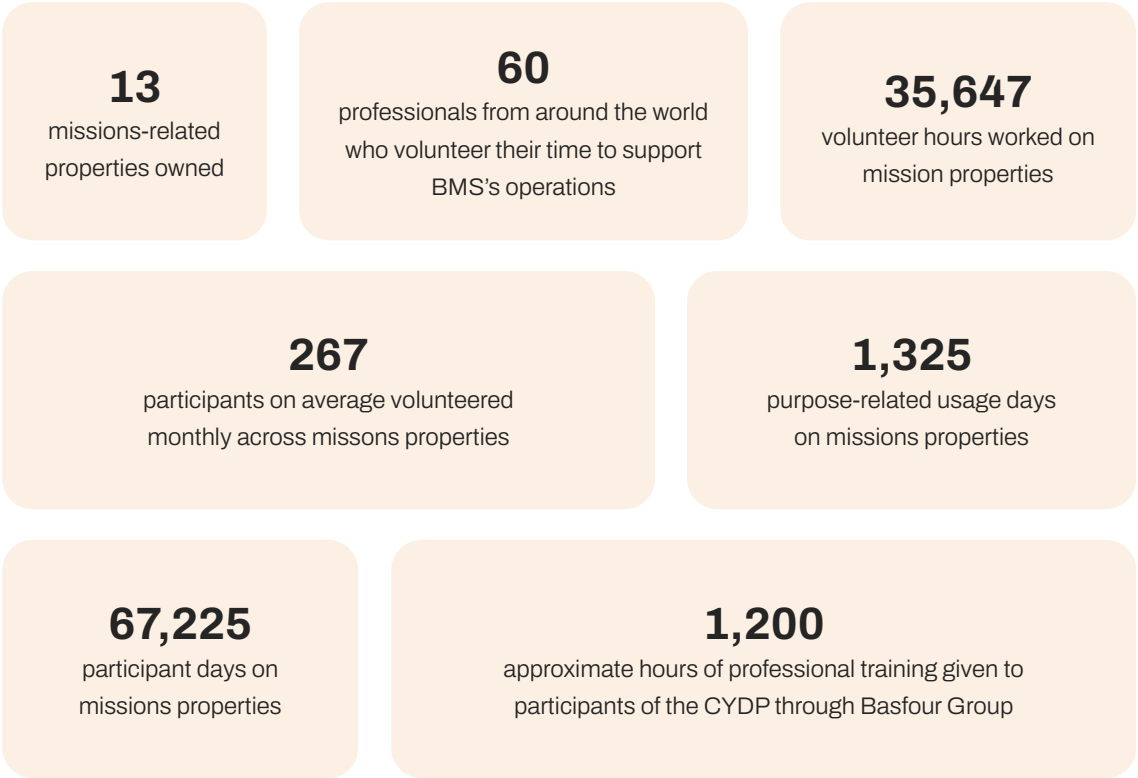 13
missions-related
properties owned
60
professionals from around the world
who volunteer their time to support
BMS’s operations
35,647
volunteer hours worked on
mission properties
267
participants on average volunteered
monthly across missons properties
1,325
purpose-related usage days
on missions properties
67,225
participant days on
missions properties
1,200
approximate hours of professional training given to
participants of the CYDP through Basfour Group